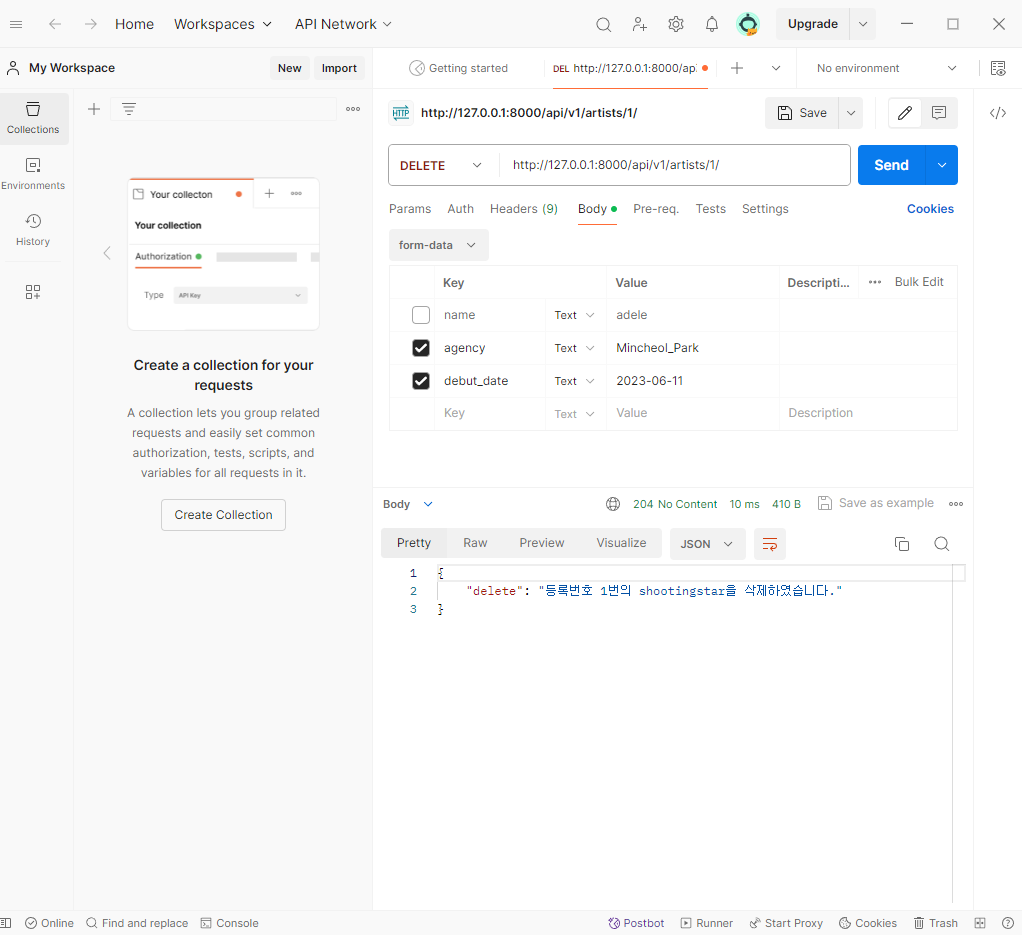 Home Workspaces API Network Upgrade
My Workspace New Import Getting started DEL http://127.0.0.1:8000/ap No environment
Collections
Environments
History
Your collecton
Your collection
Authorization
Type API Key
Create a collection for your
requests
A collection lets you group related
requests and easily set common
authorization, tests, scripts, and
variables for all requests in it.
Create Collection
HTTP http://127.0.0.1:8000/api/v1/artists/1/ Save
DELETE http://127.0.0.1:8000/api/v1/artists/1/ Send
Params Auth Headers (9) Body Pre-req. Tests Settings Cookies
form-data
Key Value Descripti... Bulk Edit
name Text adele
agency Text Mincheol_Park
debut_date Text 2023-06-11
Key Text Value Description
Body 204 No Content 10 ms 410 B Save as example
Pretty Raw Preview Visualize JSON
1 {
2 "delete": "등록번호 1번의 shootingstar을 삭제하였습니다."
3 }
Online Find and replace Console Postbot Runner Start Proxy Cookies Trash